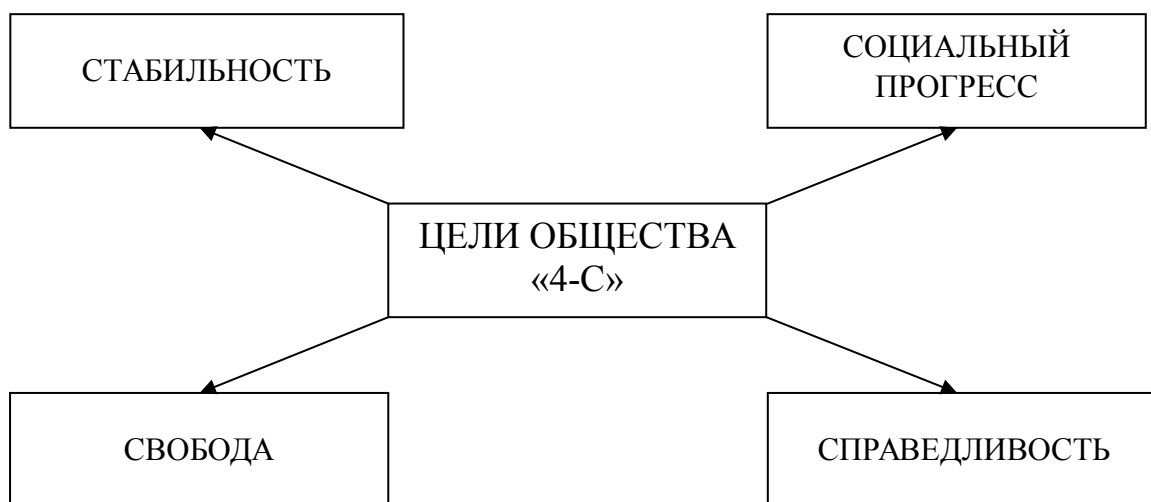 СТАБИЛЬНОСТЬ
СОЦИАЛЬНЫЙ
ПРОГРЕСС
ЦЕЛИ ОБЩЕСТВА
«4-С»
СВОБОДА
СПРАВЕДЛИВОСТЬ